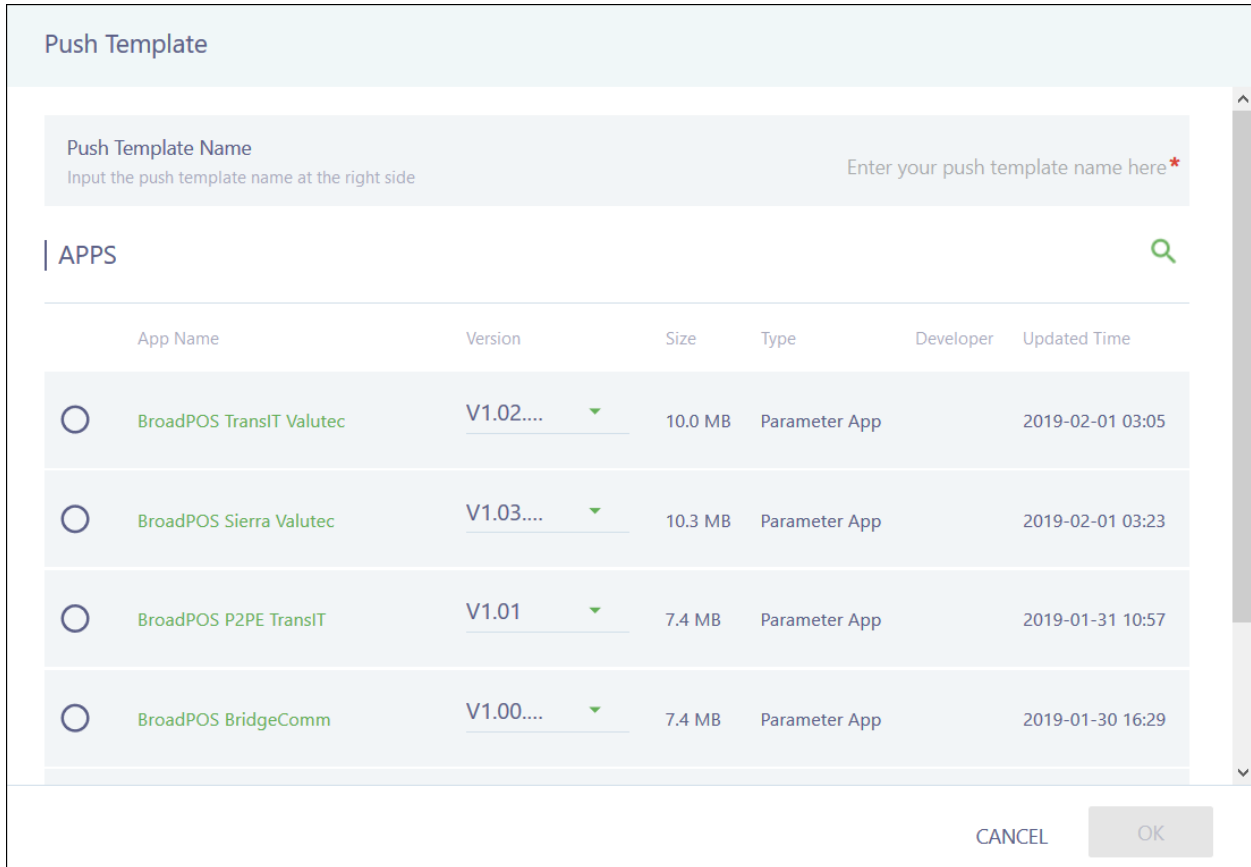 Push Template
Push Template Name
Input the push template name at the right side
Enter your push template name here*
APPS
App Name Version Size Type Developer Updated Time
BroadPOS TransIT Valutec V1.02.... 10.0 MB Parameter App 2019-02-01 03:05
BroadPOS Sierra Valutec V1.03.... 10.3 MB Parameter App 2019-02-01 03:23
BroadPOS P2PE TransIT V1.01 7.4 MB Parameter App 2019-01-31 10:57
BroadPOS BridgeComm V1.00.... 7.4 MB Parameter App 2019-01-30 16:29
CANCEL OK